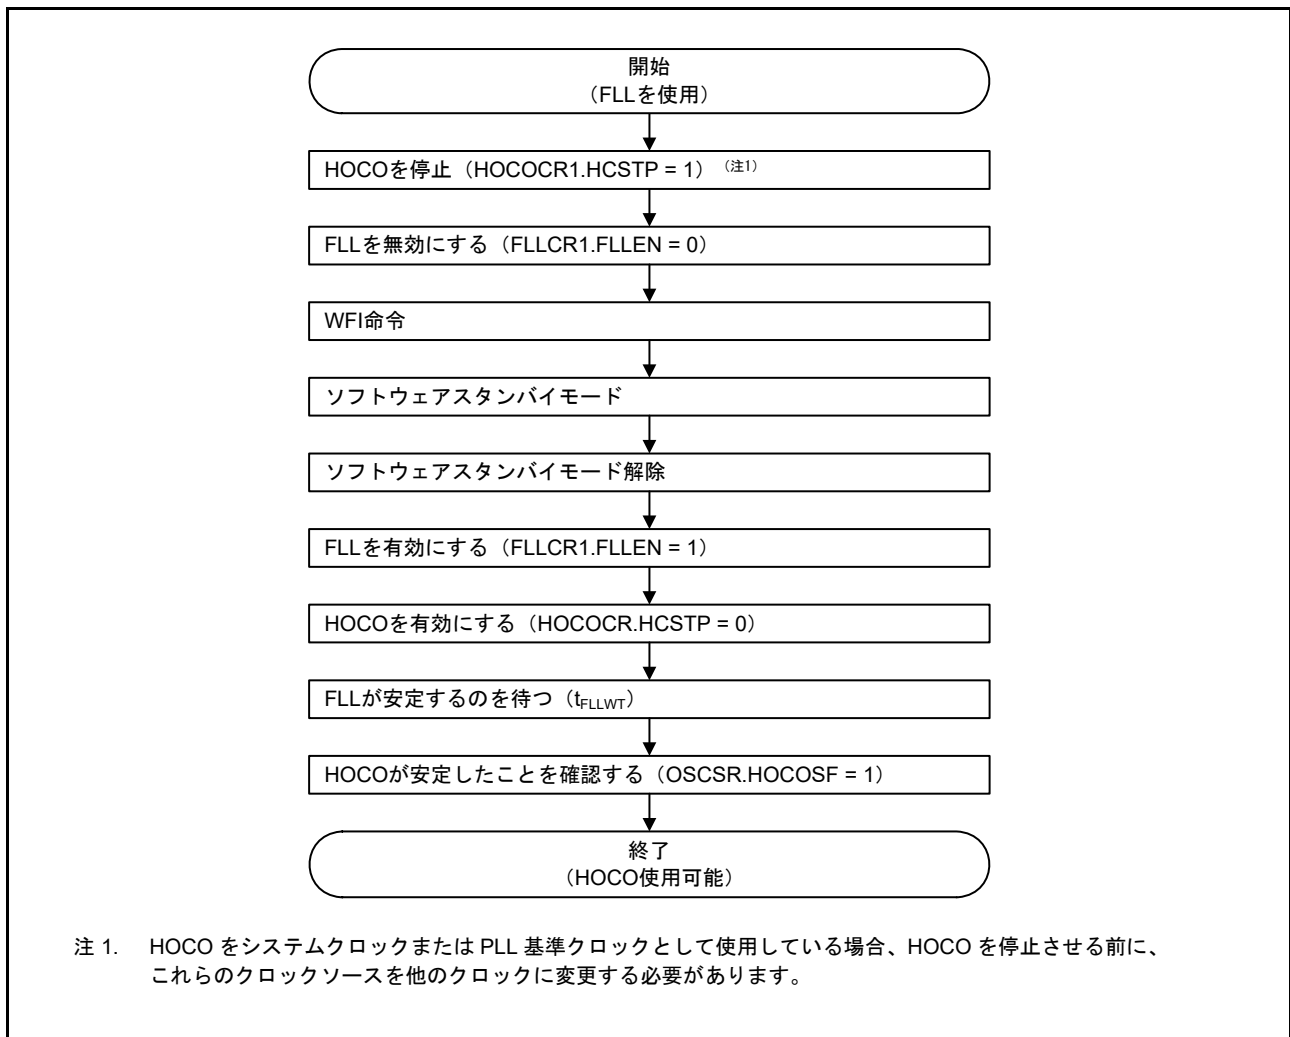 開始
（FLLを使用）
HOCOを停止（HOCOCR1.HCSTP = 1）（注1）
FLLを無効にする（FLLCR1.FLLEN = 0）
WFI命令
ソフトウェアスタンバイモード
ソフトウェアスタンバイモード解除
FLLを有効にする（FLLCR1.FLLEN = 1）
HOCOを有効にする（HOCOCR.HCSTP = 0）
FLLが安定するのを待つ（tFLLWT）
HOCOが安定したことを確認する（OSCSR.HOCOSF = 1）
終了
（HOCO使用可能）
注 1. HOCO をシステムクロックまたは PLL 基準クロックとして使用している場合、HOCO を停止させる前に、
これらのクロックソースを他のクロックに変更する必要があります。